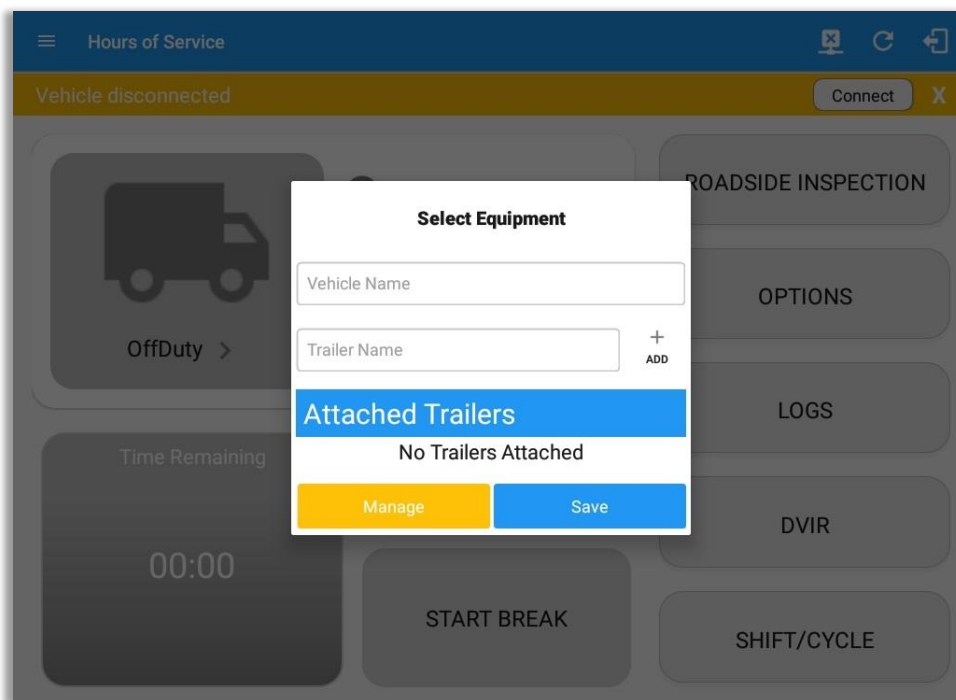 Hours of Service
Vehicle disconnected
Connect X
ROADSIDE INSPECTION
Select Equipment
Vehicle Name
OPTIONS
Trailer Name
+
ADD
OffDuty >
Attached Trailers
LOGS
No Trailers Attached
Time Remaining
Manage
Save
DVIR
00:00
START BREAK
SHIFT/CYCLE